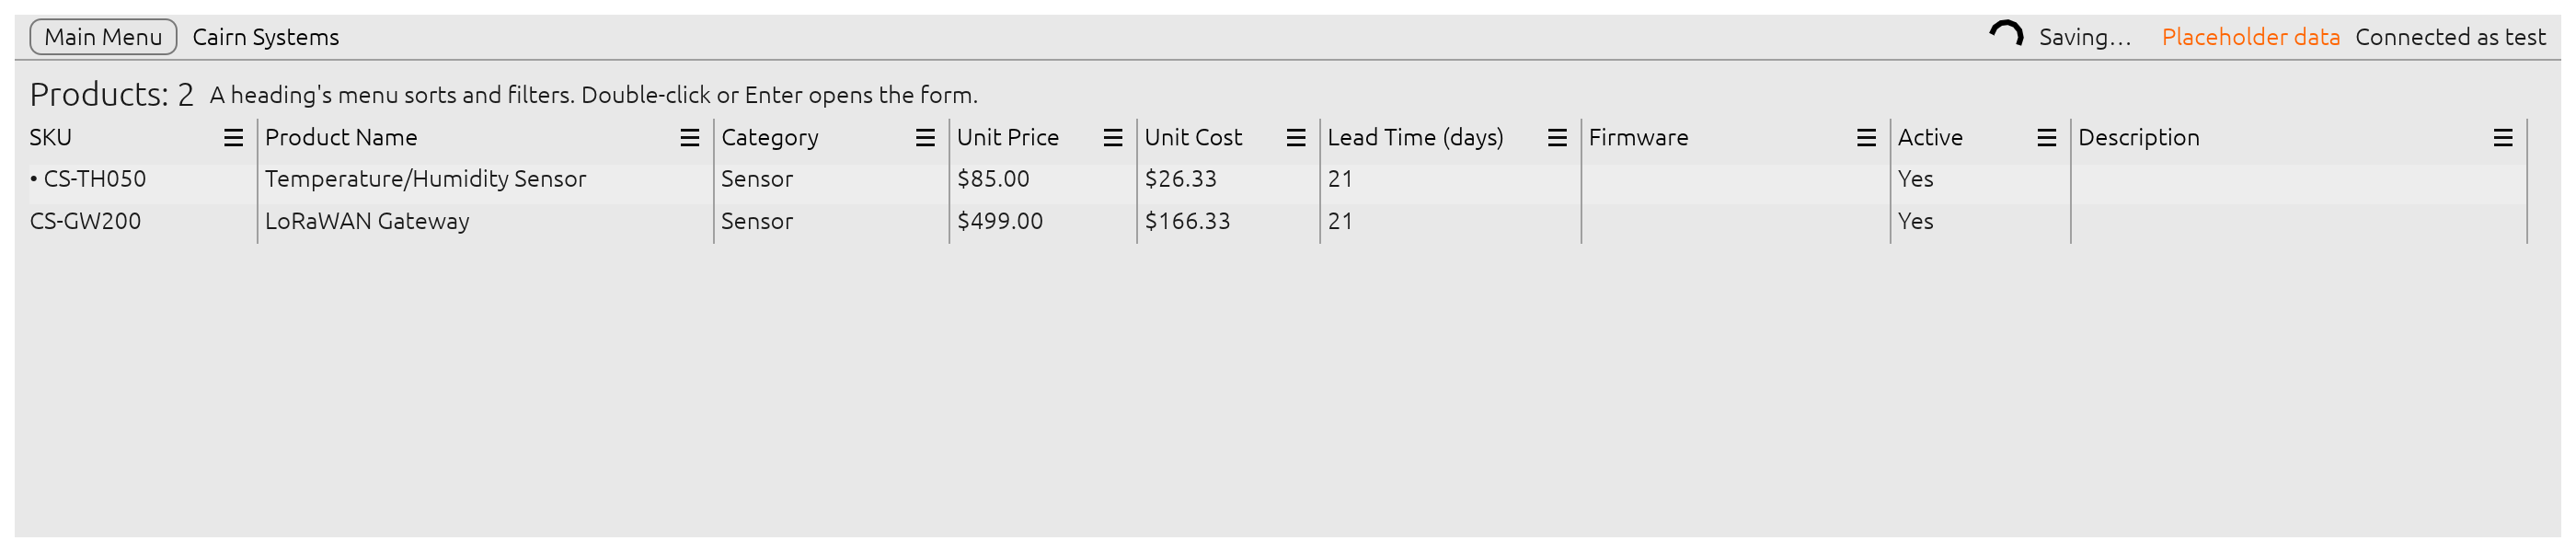 Main Menu Cairn Systems Saving... Placeholder data Connected as test
Products: 2 A heading's menu sorts and filters. Double-click or Enter opens the form.
SKU Product Name Category Unit Price Unit Cost Lead Time (days) Firmware Active Description
• CS-TH050 Temperature/Humidity Sensor Sensor $85.00 $26.33 21 Yes
CS-GW200 LoRaWAN Gateway Sensor $499.00 $166.33 21 Yes